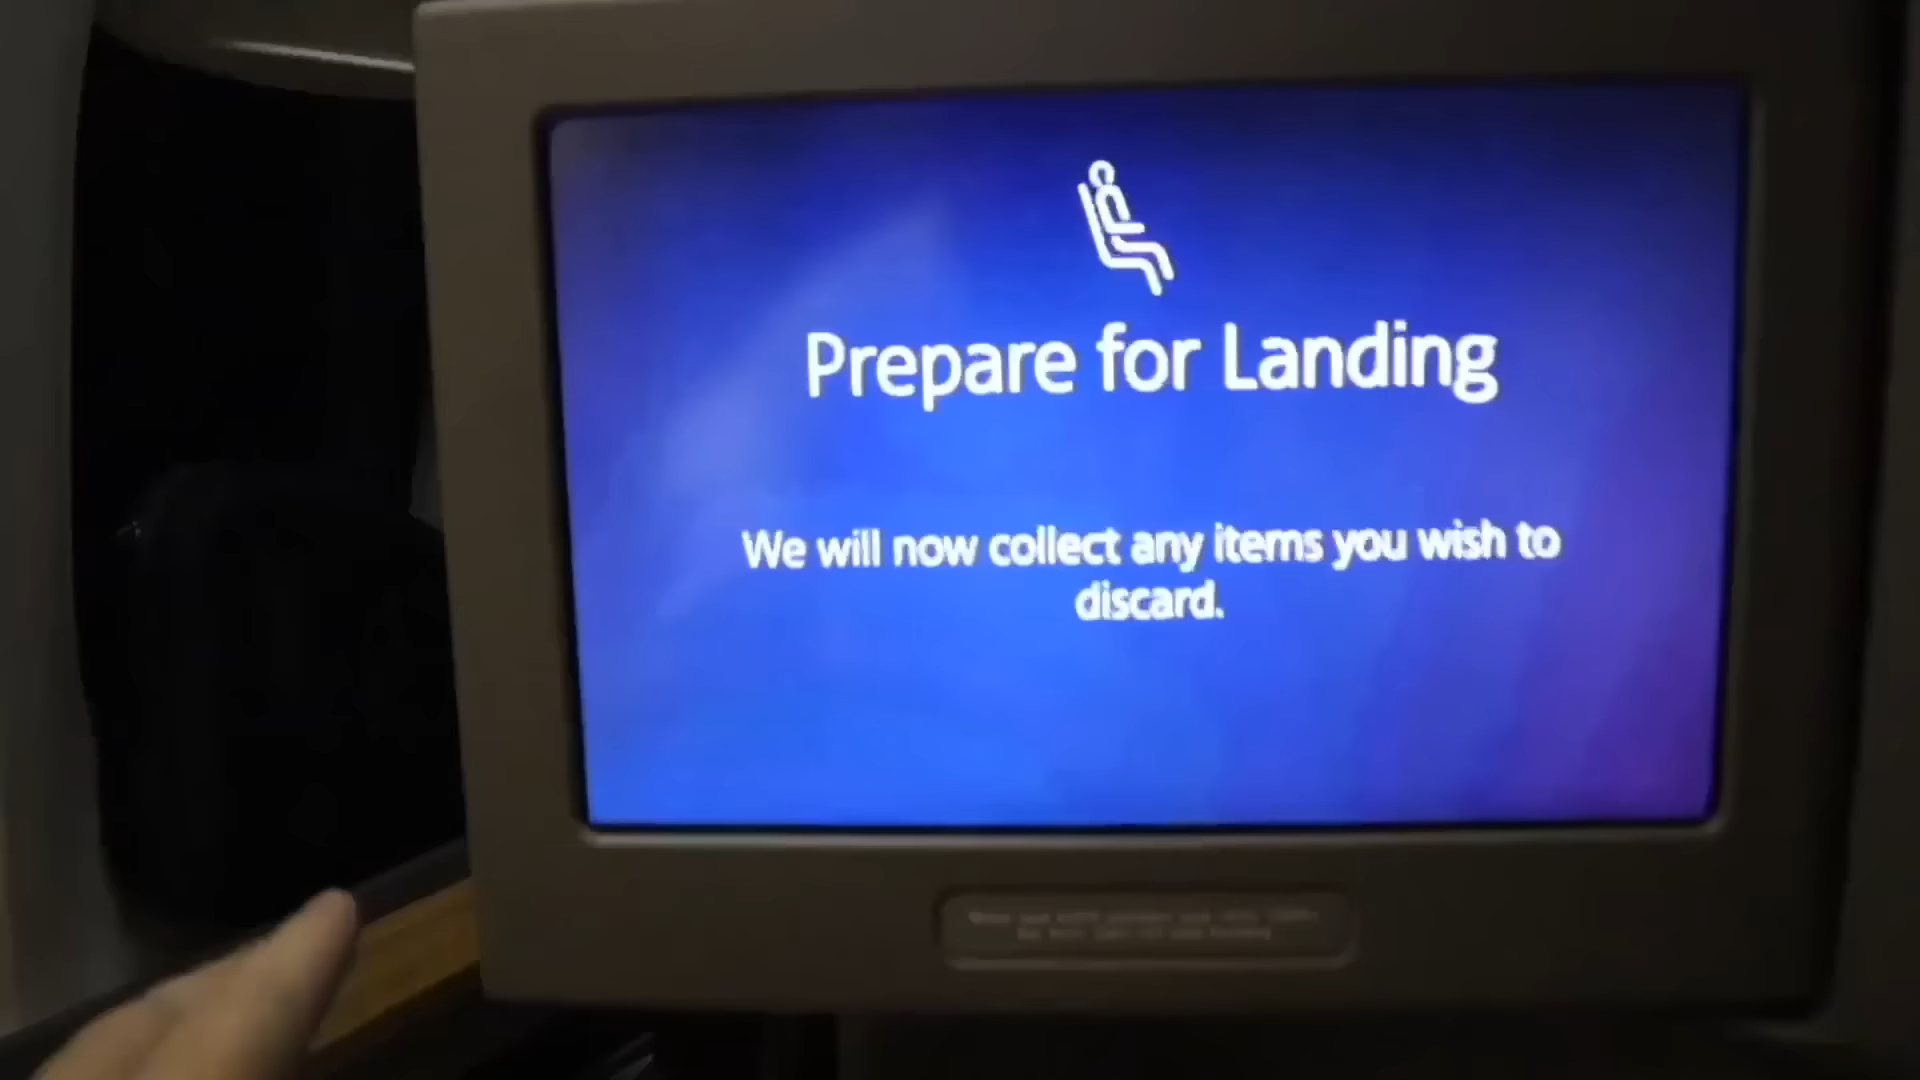 Prepare for Landing
We will now collect any items you wish to
discard.